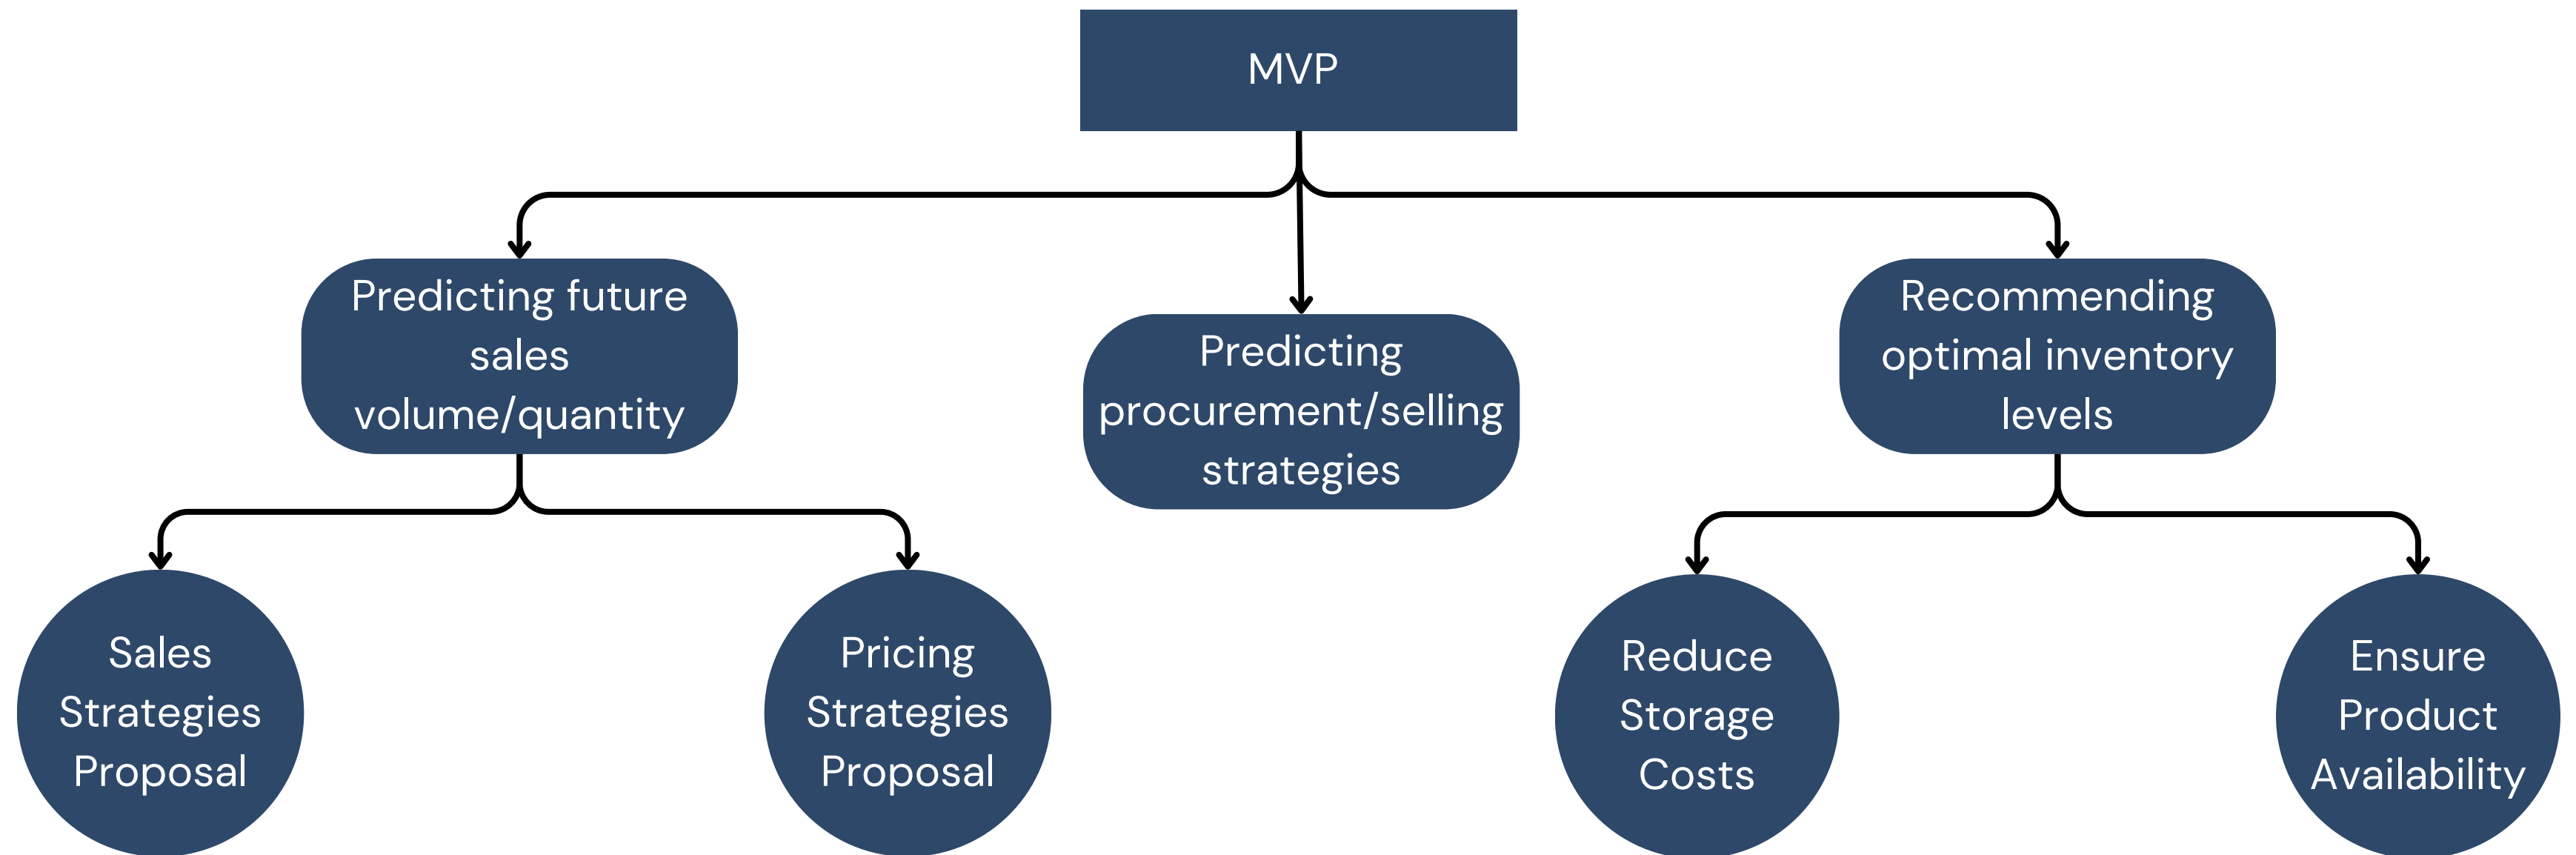 MVP
Predicting future
sales
volume/quantity
Predicting
procurement/selling
strategies
Recommending
optimal inventory
levels
Sales
Strategies
Proposal
Pricing
Strategies
Proposal
Reduce
Storage
Costs
Ensure
Product
Availability